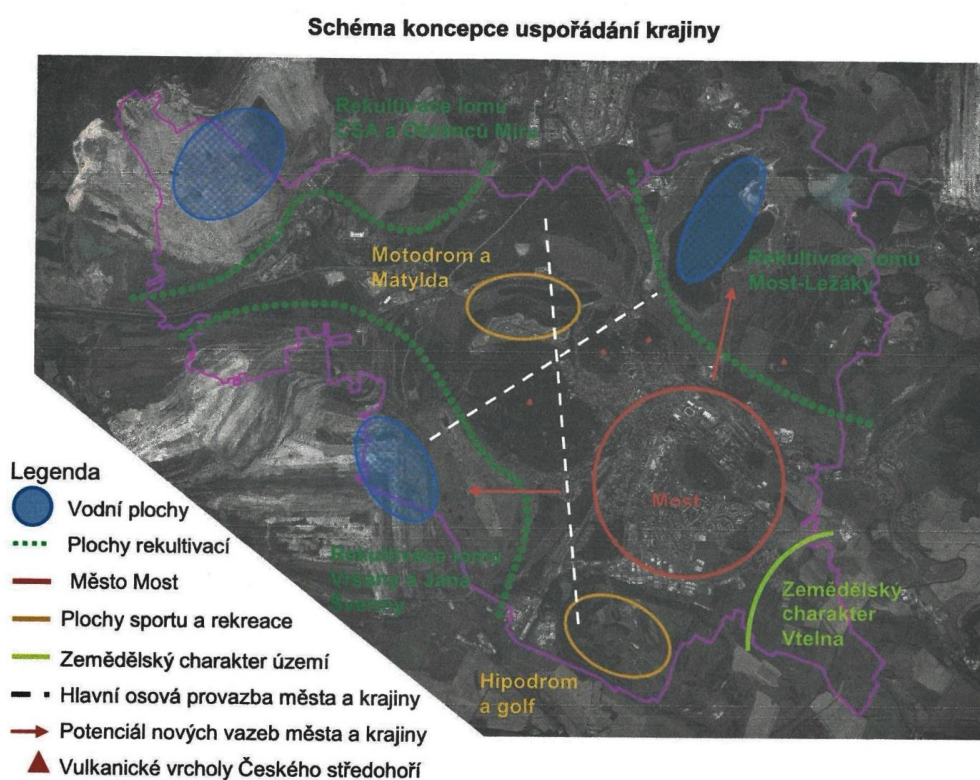 Schéma koncepce uspořádání krajiny
Rekultivace lomu
ČSA a Obránců Míru
Motodrom a
Matylda
Rekultivace lomu
Most-Ležáky
Most
Rekultivace lomu
Vršany a Jana
Švermy
Zemědělský
charakter
Vtelna
Hipodrom
a golf
Legenda
Vodní plochy
Plochy rekultivací
Město Most
Plochy sportu a rekreace
Zemědělský charakter území
Hlavní osová provazba města a krajiny
Potenciál nových vazeb města a krajiny
Vulkanické vrcholy Českého středohoří